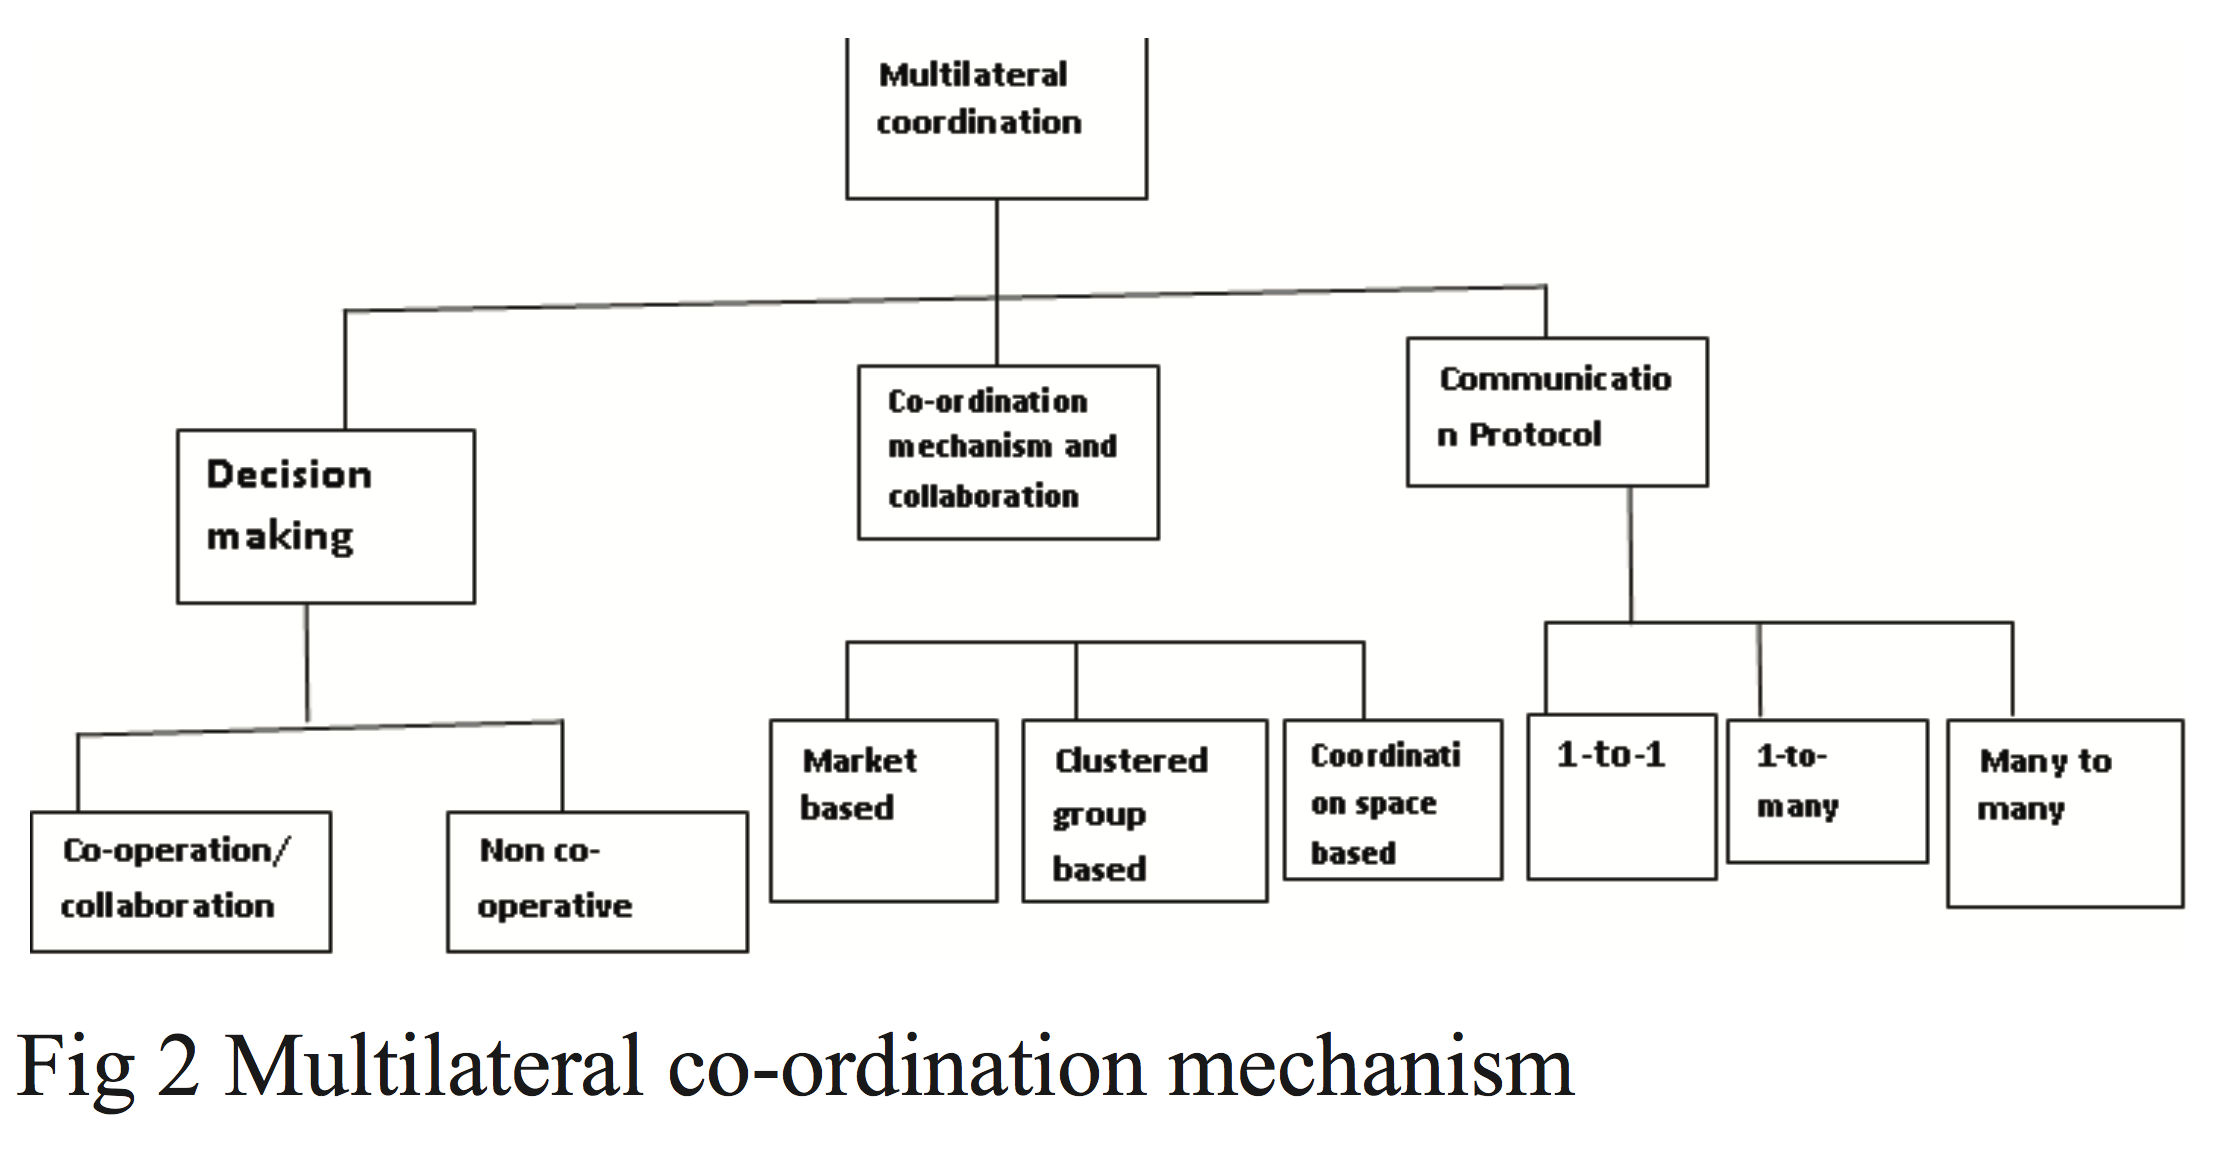 Multilateral
coordination
Co-ordination
mechanism and
collaboration
Communicatio
n Protocol
Decision
making
Co-operation/
collaboration
Non co-
operative
Market
based
Clustered
group
based
Coordinati
on space
based
1-to-1
1-to-
many
Many to
many
Fig 2 Multilateral co-ordination mechanism